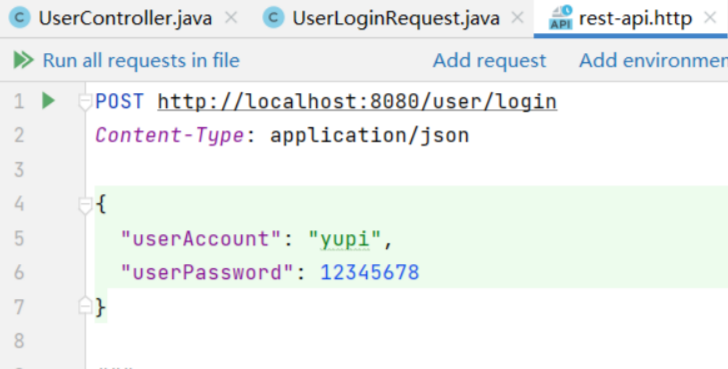 UserController.java UserLoginRequest.java API rest-api.http
Run all requests in file Add request Add environmen
1 POST http://localhost:8080/user/login
2 Content-Type: application/json
3
4 {
5 "userAccount": "yupi",
6 "userPassword": 12345678
7 }
8